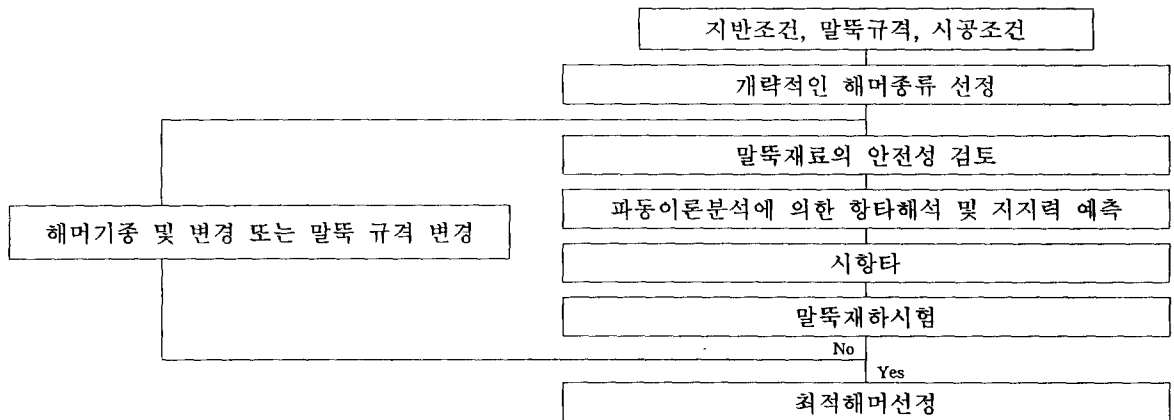 지반조건, 말뚝규격, 시공조건
개략적인 해머종류 선정
말뚝재료의 안전성 검토
파동이론분석에 의한 항타해석 및 지지력 예측
해머기종 및 변경 또는 말뚝 규격 변경
시항타
말뚝재하시험
No
Yes
최적해머선정